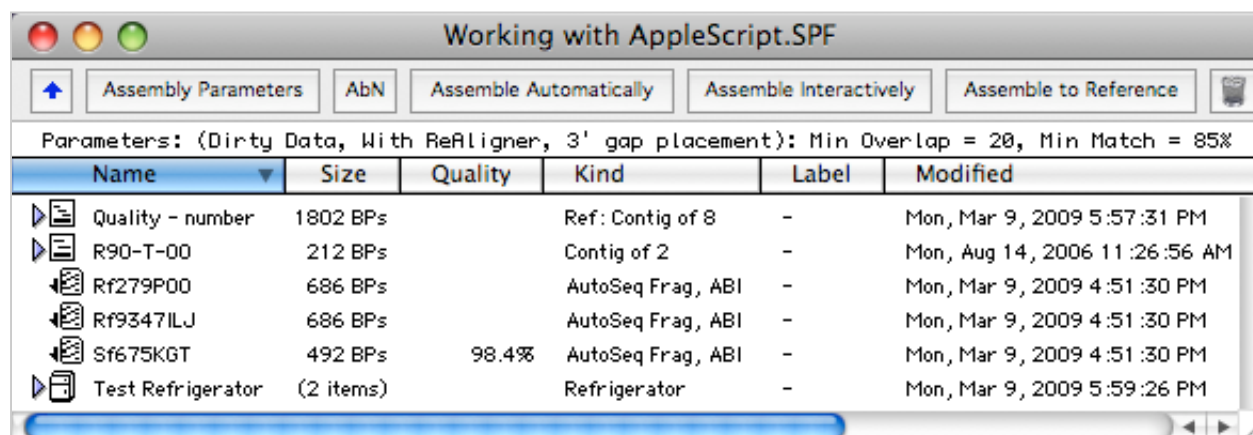 Working with AppleScript.SPF
Assembly Parameters AbN Assemble Automatically Assemble Interactively Assemble to Reference
Parameters: (Dirty Data, With ReAligner, 3' gap placement): Min Overlap = 20, Min Match = 85%
Name Size Quality Kind Label Modified
Quality - number 1802 BPs Ref: Contig of 8 - Mon, Mar 9, 2009 5:57:31 PM
R90-T-00 212 BPs Contig of 2 - Mon, Aug 14, 2006 11:26:56 AM
Rf279P00 686 BPs AutoSeq Frag, ABI - Mon, Mar 9, 2009 4:51:30 PM
Rf9347ILJ 686 BPs AutoSeq Frag, ABI - Mon, Mar 9, 2009 4:51:30 PM
Sf675KGT 492 BPs 98.4% AutoSeq Frag, ABI - Mon, Mar 9, 2009 4:51:30 PM
Test Refrigerator (2 items) Refrigerator - Mon, Mar 9, 2009 5:59:26 PM